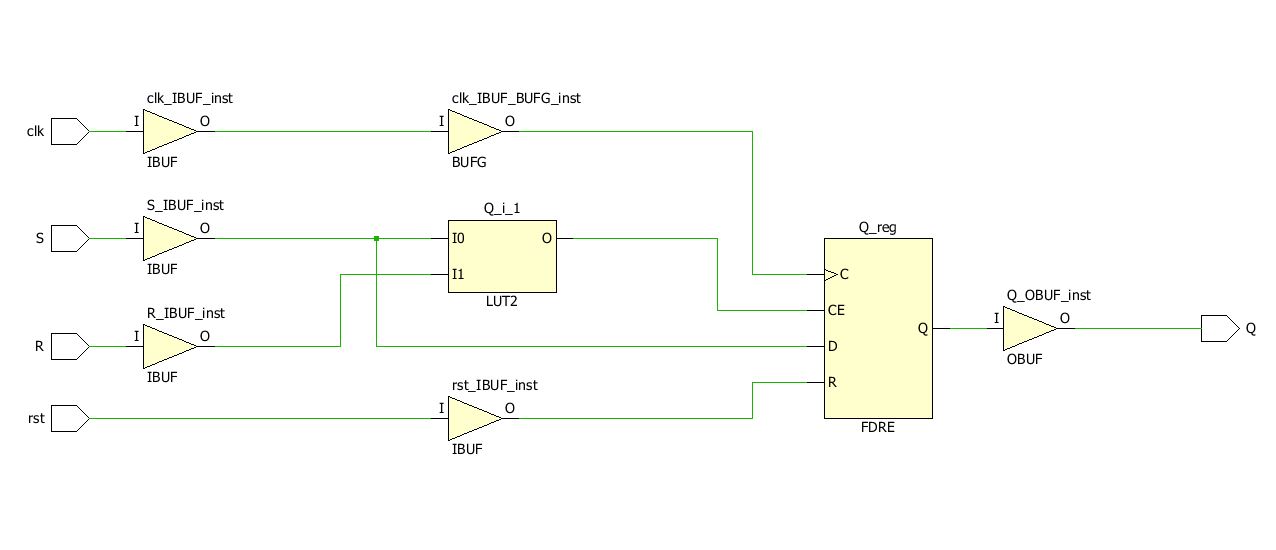 clk_IBUF_inst
clk_IBUF_BUFG_inst
clk
I
O
I
O
IBUF
BUFG
S_IBUF_inst
Q_i_1
S
I
O
I0
O
IBUF
I1
LUT2
Q_reg
C
CE
D
R
Q
FDRE
R_IBUF_inst
R
I
O
IBUF
Q_OBUF_inst
I
O
Q
OBUF
rst_IBUF_inst
rst
I
O
IBUF